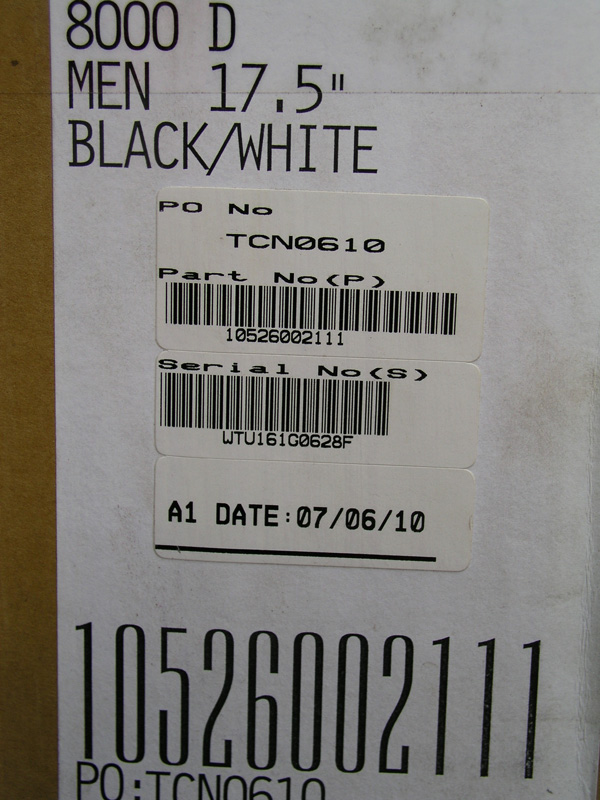 8000 D
MEN 17.5"
BLACK/WHITE
PO No
TCN0610
Part No(P)
10526002111
Serial No(S)
WTU161G0628F
A1 DATE:07/06/10
10526002111
PO:TCN0610